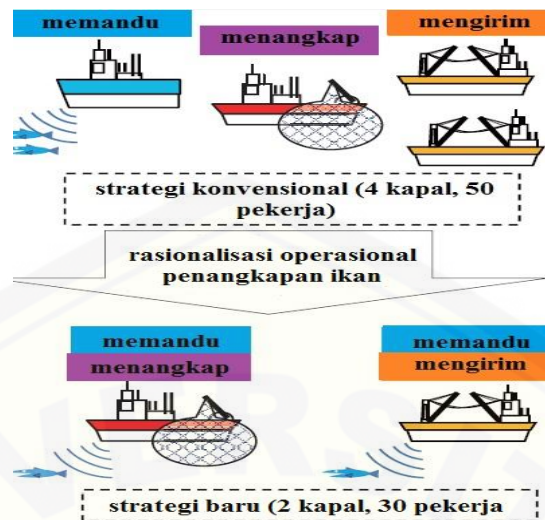 memandu
menangkap
mengirim
strategi konvensional (4 kapal, 50
pekerja)
rasionalisasi operasional
penangkapan ikan
memandu
menangkap
memandu
mengirim
strategi baru (2 kapal, 30 pekerja